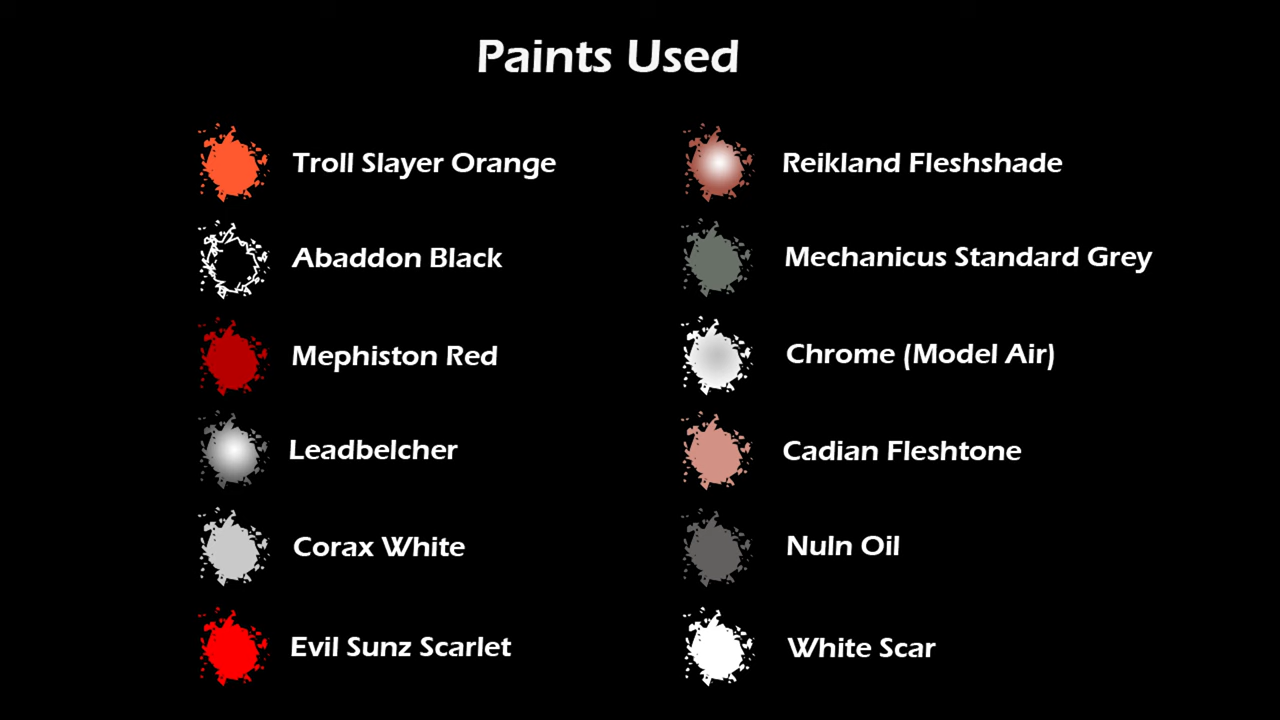 Paints Used
Troll Slayer Orange
Abaddon Black
Mephiston Red
Leadbelcher
Corax White
Evil Sunz Scarlet
Reikland Fleshshade
Mechanicus Standard Grey
Chrome (Model Air)
Cadian Fleshtone
Nuln Oil
White Scar